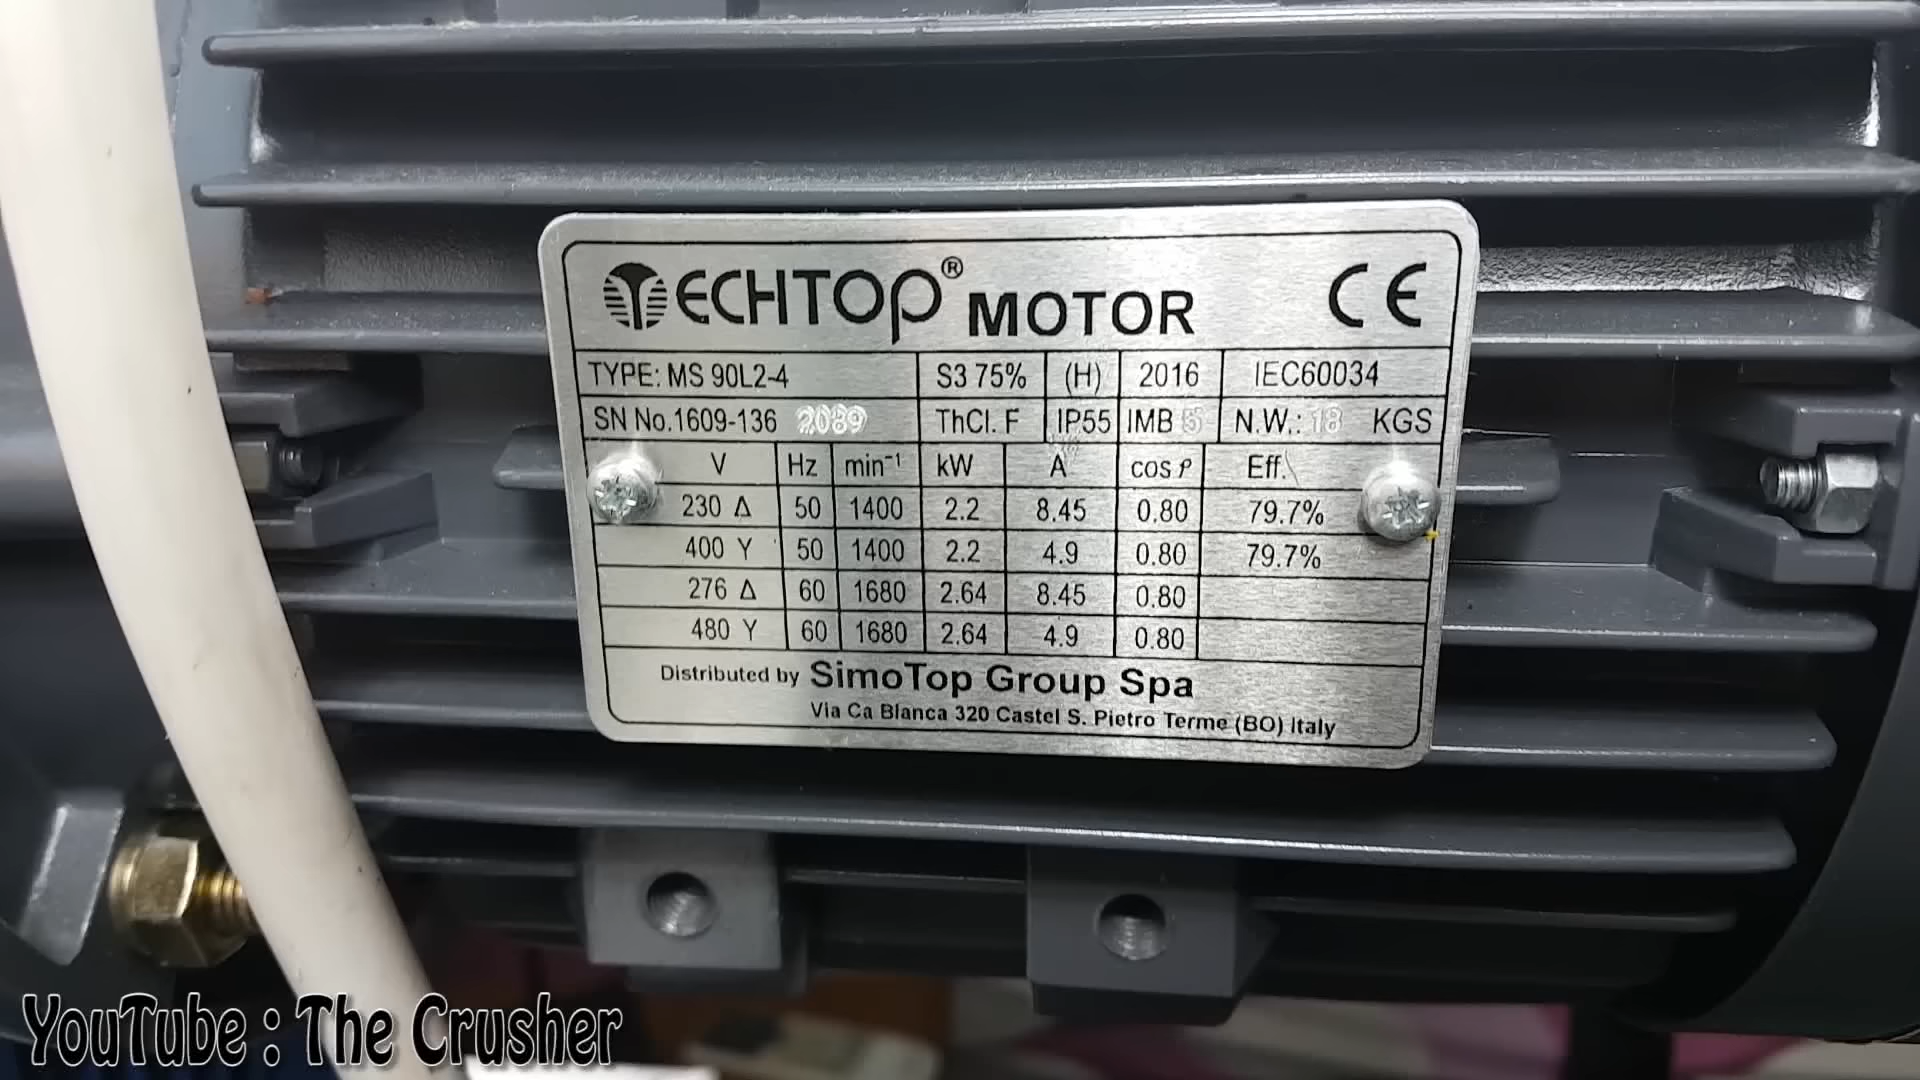 TECHTOP® MOTOR CE
TYPE: MS 90L2-4 S3 75% (H) 2016 IEC60034
SN No.1609-136 2089 ThCl. F IP55 IMB 5 N.W.: 18 KGS
V Hz min⁻¹ kW A cos φ Eff.
230 Δ 50 1400 2.2 8.45 0.80 79.7%
400 Y 50 1400 2.2 4.9 0.80 79.7%
276 Δ 60 1680 2.64 8.45 0.80
480 Y 60 1680 2.64 4.9 0.80
Distributed by SimoTop Group Spa
Via Ca Blanca 320 Castel S. Pietro Terme (BO) Italy
YouTube : The Crusher